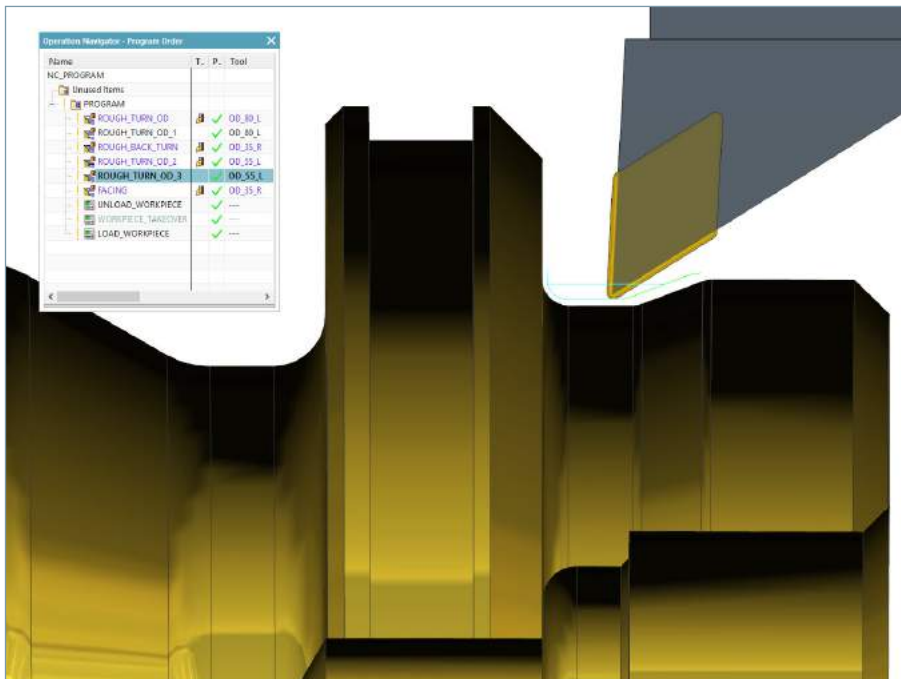 Operation Navigator - Program Order
Name T.. P.. Tool
NC_PROGRAM
Unused Items
PROGRAM
ROUGH_TURN_OD OD_80_L
ROUGH_TURN_OD_1 OD_80_L
ROUGH_BACK_TURN OD_35_R
ROUGH_TURN_OD_2 OD_55_L
ROUGH_TURN_OD_3 OD_55_L
FACING OD_35_R
UNLOAD_WORKPIECE ----
WORKPIECE_TAKEOVER ----
LOAD_WORKPIECE ----